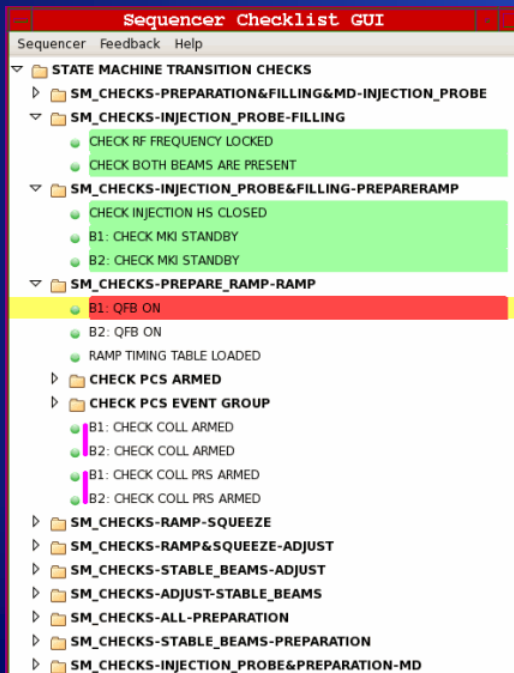 Sequencer Checklist GUI
Sequencer Feedback Help
STATE MACHINE TRANSITION CHECKS
SM_CHECKS-PREPARATION&FILLING&MD-INJECTION_PROBE
SM_CHECKS-INJECTION_PROBE-FILLING
CHECK RF FREQUENCY LOCKED
CHECK BOTH BEAMS ARE PRESENT
SM_CHECKS-INJECTION_PROBE&FILLING-PREPARERAMP
CHECK INJECTION HS CLOSED
B1: CHECK MKI STANDBY
B2: CHECK MKI STANDBY
SM_CHECKS-PREPARE_RAMP-RAMP
B1: QFB ON
B2: QFB ON
RAMP TIMING TABLE LOADED
CHECK PCS ARMED
CHECK PCS EVENT GROUP
B1: CHECK COLL ARMED
B2: CHECK COLL ARMED
B1: CHECK COLL PRS ARMED
B2: CHECK COLL PRS ARMED
SM_CHECKS-RAMP-SQUEEZE
SM_CHECKS-RAMP&SQUEEZE-ADJUST
SM_CHECKS-STABLE_BEAMS-ADJUST
SM_CHECKS-ADJUST-STABLE_BEAMS
SM_CHECKS-ALL-PREPARATION
SM_CHECKS-STABLE_BEAMS-PREPARATION
SM_CHECKS-INJECTION_PROBE&PREPARATION-MD